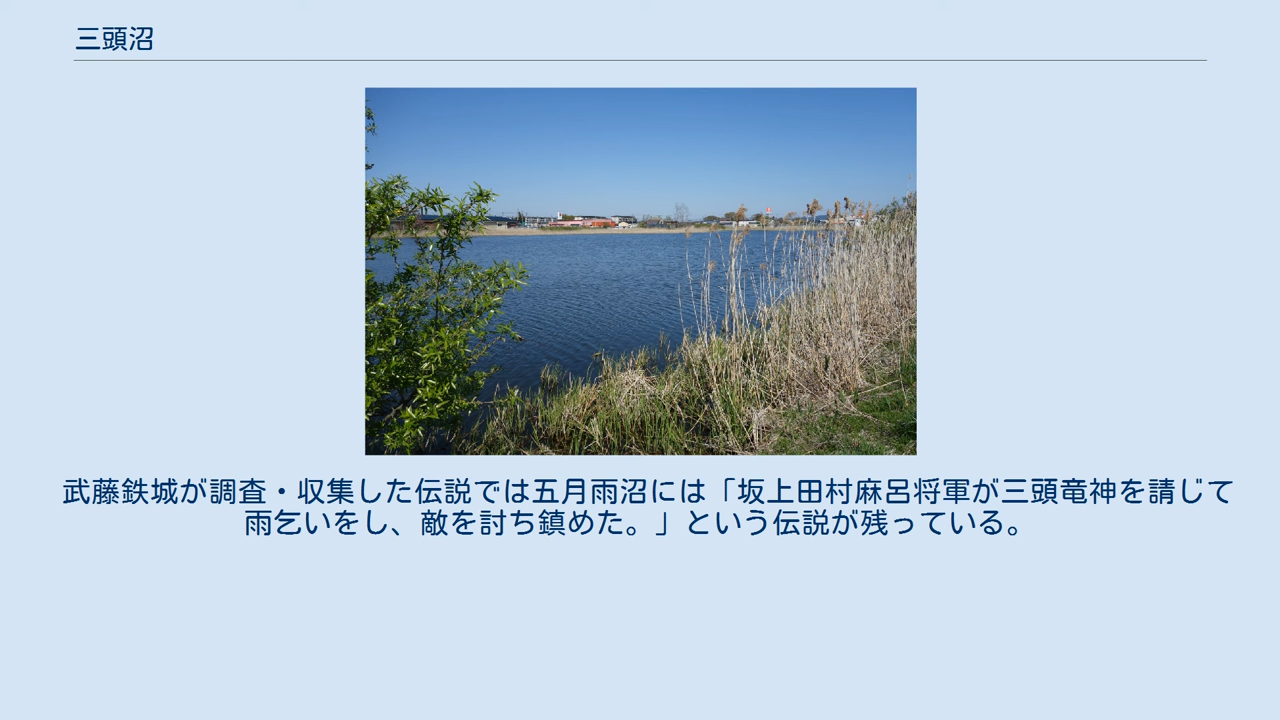 三頭沼
武藤鉄城が調査・収集した伝説では五月雨沼には「坂上田村麻呂将軍が三頭竜神を請じて
雨乞いをし、敵を討ち鎮めた。」という伝説が残っている。